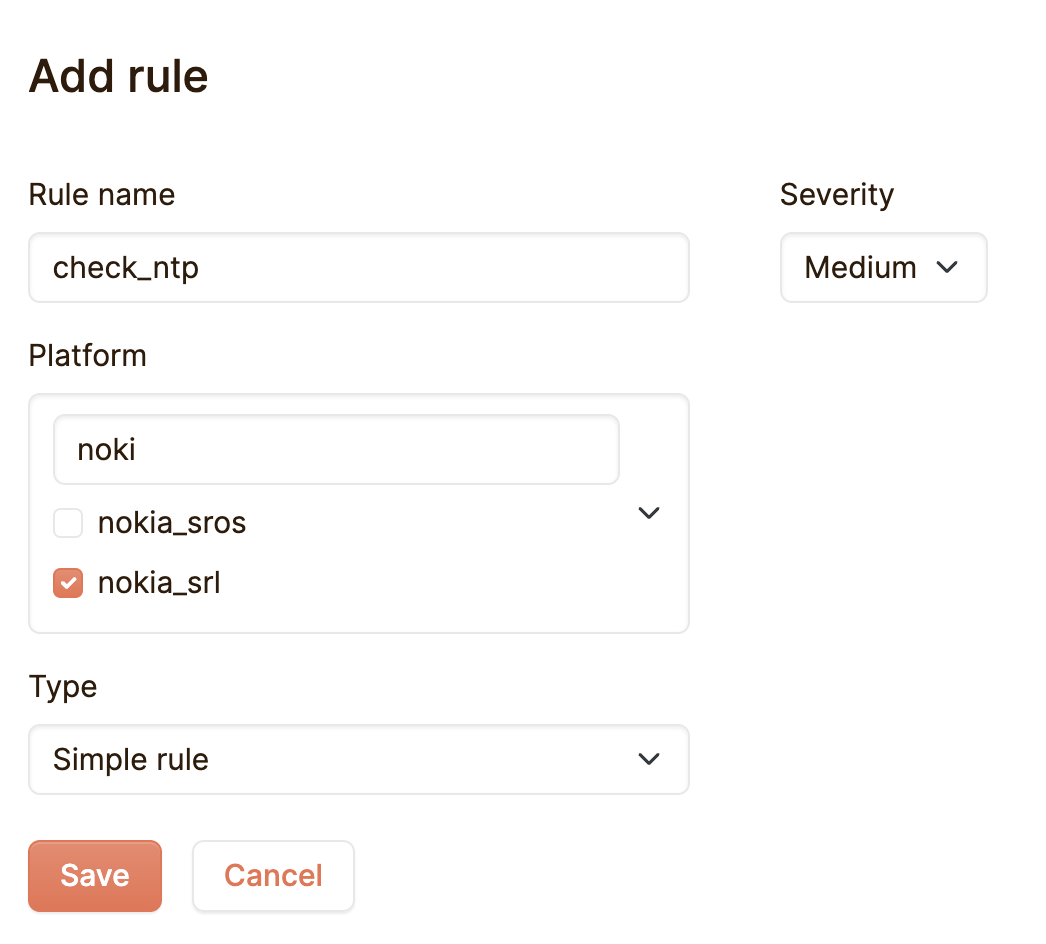 Add rule
Rule name
Severity
check_ntp
Medium
Platform
noki
nokia_sros
nokia_srl
Type
Simple rule
Save
Cancel